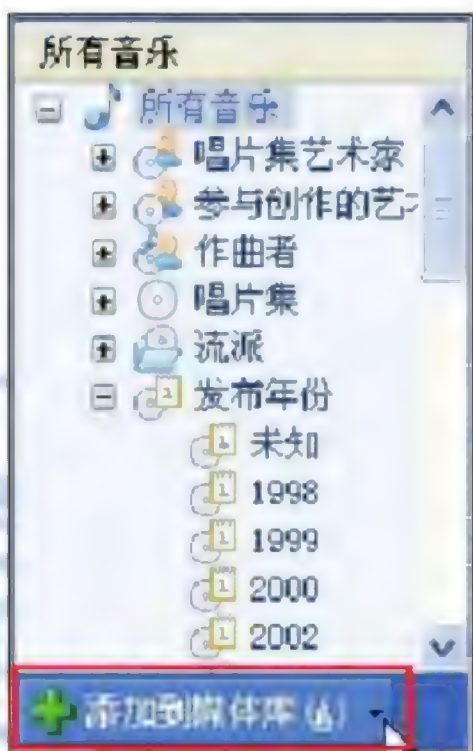 所有音乐
所有音乐
唱片集艺术家
参与创作的艺
作曲者
唱片集
流派
发布年份
未知
1998
1999
2000
2002
添加到媒体库(A)